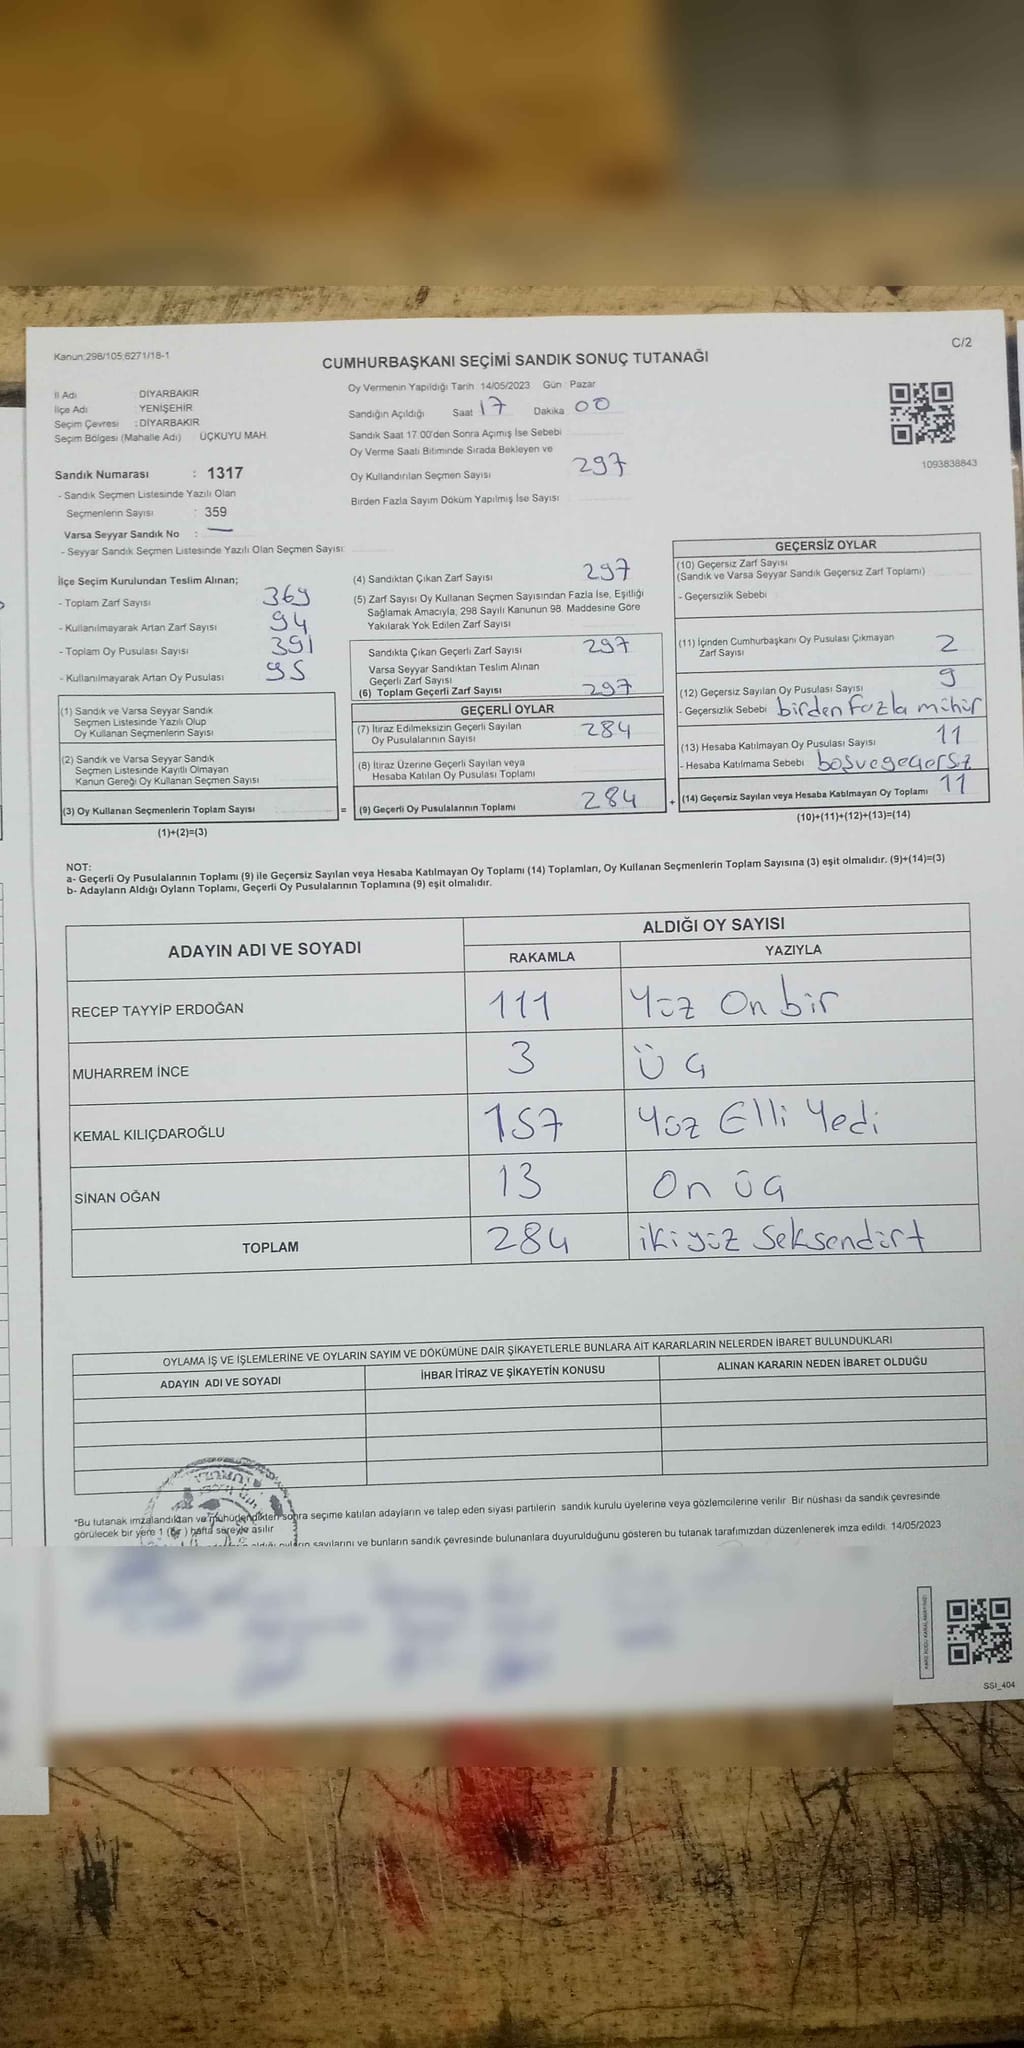 Kanun:298/105;6271/18-1
C/2
CUMHURBAŞKANI SEÇİMİ SANDIK SONUÇ TUTANAĞI
İl Adı : DİYARBAKIR
İlçe Adı : YENİŞEHİR
Seçim Çevresi : DİYARBAKIR
Seçim Bölgesi (Mahalle Adı) ÜÇKUYU MAH.
Sandık Numarası : 1317
- Sandık Seçmen Listesinde Yazılı Olan
Seçmenlerin Sayısı : 359
Varsa Seyyar Sandık No : —
- Seyyar Sandık Seçmen Listesinde Yazılı Olan Seçmen Sayısı:
Oy Vermenin Yapıldığı Tarih 14/05/2023 Gün : Pazar
Sandığın Açıldığı Saat 17 Dakika 00
Sandık Saat 17:00'den Sonra Açımış İse Sebebi
Oy Verme Saati Bitiminde Sırada Bekleyen ve
Oy Kullandırılan Seçmen Sayısı 297
Birden Fazla Sayım Döküm Yapılmış İse Sayısı
1093838843
İlçe Seçim Kurulundan Teslim Alınan;
- Toplam Zarf Sayısı 369
- Kullanılmayarak Artan Zarf Sayısı 94
- Toplam Oy Pusulası Sayısı 391
- Kullanılmayarak Artan Oy Pusulası 95
(1) Sandık ve Varsa Seyyar Sandık
Seçmen Listesinde Yazılı Olup
Oy Kullanan Seçmenlerin Sayısı
(2) Sandık ve Varsa Seyyar Sandık
Seçmen Listesinde Kayıtlı Olmayan
Kanun Gereği Oy Kullanan Seçmen Sayısı
(3) Oy Kullanan Seçmenlerin Toplam Sayısı =
(1)+(2)=(3)
(4) Sandıktan Çıkan Zarf Sayısı 297
(5) Zarf Sayısı Oy Kullanan Seçmen Sayısından Fazla İse, Eşitliği
Sağlamak Amacıyla, 298 Sayılı Kanunun 98. Maddesine Göre
Yakılarak Yok Edilen Zarf Sayısı
Sandıkta Çıkan Geçerli Zarf Sayısı 297
Varsa Seyyar Sandıktan Teslim Alınan
Geçerli Zarf Sayısı
(6) Toplam Geçerli Zarf Sayısı 297
GEÇERLİ OYLAR
(7) İtiraz Edilmeksizin Geçerli Sayılan
Oy Pusulalarının Sayısı 284
(8) İtiraz Üzerine Geçerli Sayılan veya
Hesaba Katılan Oy Pusulası Toplamı
(9) Geçerli Oy Pusulalarının Toplamı 284 +
GEÇERSİZ OYLAR
(10) Geçersiz Zarf Sayısı
(Sandık ve Varsa Seyyar Sandık Geçersiz Zarf Toplamı)
- Geçersizlik Sebebi
(11) İçinden Cumhurbaşkanı Oy Pusulası Çıkmayan
Zarf Sayısı 2
(12) Geçersiz Sayılan Oy Pusulası Sayısı 9
- Geçersizlik Sebebi birden fazla mühür
(13) Hesaba Katılmayan Oy Pusulası Sayısı 11
- Hesaba Katılmama Sebebi boşvegeçersz
(14) Geçersiz Sayılan veya Hesaba Katılmayan Oy Toplamı 11
(10)+(11)+(12)+(13)=(14)
NOT:
a- Geçerli Oy Pusulalarının Toplamı (9) ile Geçersiz Sayılan veya Hesaba Katılmayan Oy Toplamı (14) Toplamları, Oy Kullanan Seçmenlerin Toplam Sayısına (3) eşit olmalıdır. (9)+(14)=(3)
b- Adayların Aldığı Oyların Toplamı, Geçerli Oy Pusulalarının Toplamına (9) eşit olmalıdır.
ADAYIN ADI VE SOYADI
ALDIĞI OY SAYISI
RAKAMLA YAZIYLA
RECEP TAYYİP ERDOĞAN 111 Yüz On bir
MUHARREM İNCE 3 Üç
KEMAL KILIÇDAROĞLU 157 Yüz Elli Yedi
SİNAN OĞAN 13 On üç
TOPLAM 284 ikiyüz Seksendört
OYLAMA İŞ VE İŞLEMLERİNE VE OYLARIN SAYIM VE DÖKÜMÜNE DAİR ŞİKAYETLERLE BUNLARA AİT KARARLARIN NELERDEN İBARET BULUNDUKLARI
ADAYIN ADI VE SOYADI İHBAR İTİRAZ VE ŞİKAYETİN KONUSU ALINAN KARARIN NEDEN İBARET OLDUĞU
*Bu tutanak imzalandıktan ve mühürlendikten sonra seçime katılan adayların ve talep eden siyasi partilerin sandık kurulu üyelerine veya gözlemcilerine verilir. Bir nüshası da sandık çevresinde
görülecek bir yere 1 (bir) hafta süreyle asılır.
sayılarını ve bunların sandık çevresinde bulunanlara duyurulduğunu gösteren bu tutanak tarafımızdan düzenlenerek imza edildi. 14/05/2023
SSI_404